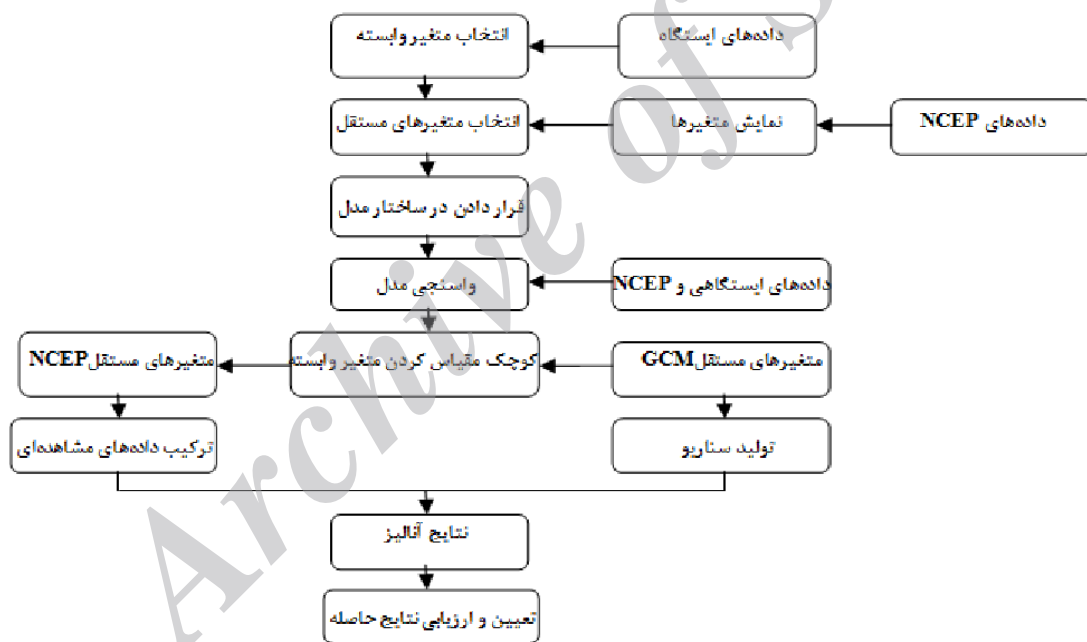 داده‌های ایستگاه
انتخاب متغیر وابسته
داده‌های NCEP
نمایش متغیرها
انتخاب متغیرهای مستقل
قرار دادن در ساختار مدل
داده‌های ایستگاهی و NCEP
واسنجی مدل
متغیرهای مستقل GCM
کوچک مقیاس کردن متغیر وابسته
متغیرهای مستقل NCEP
تولید سناریو
ترکیب داده‌های مشاهده‌ای
نتایج آنالیز
تعیین و ارزیابی نتایج حاصله
Archive of S